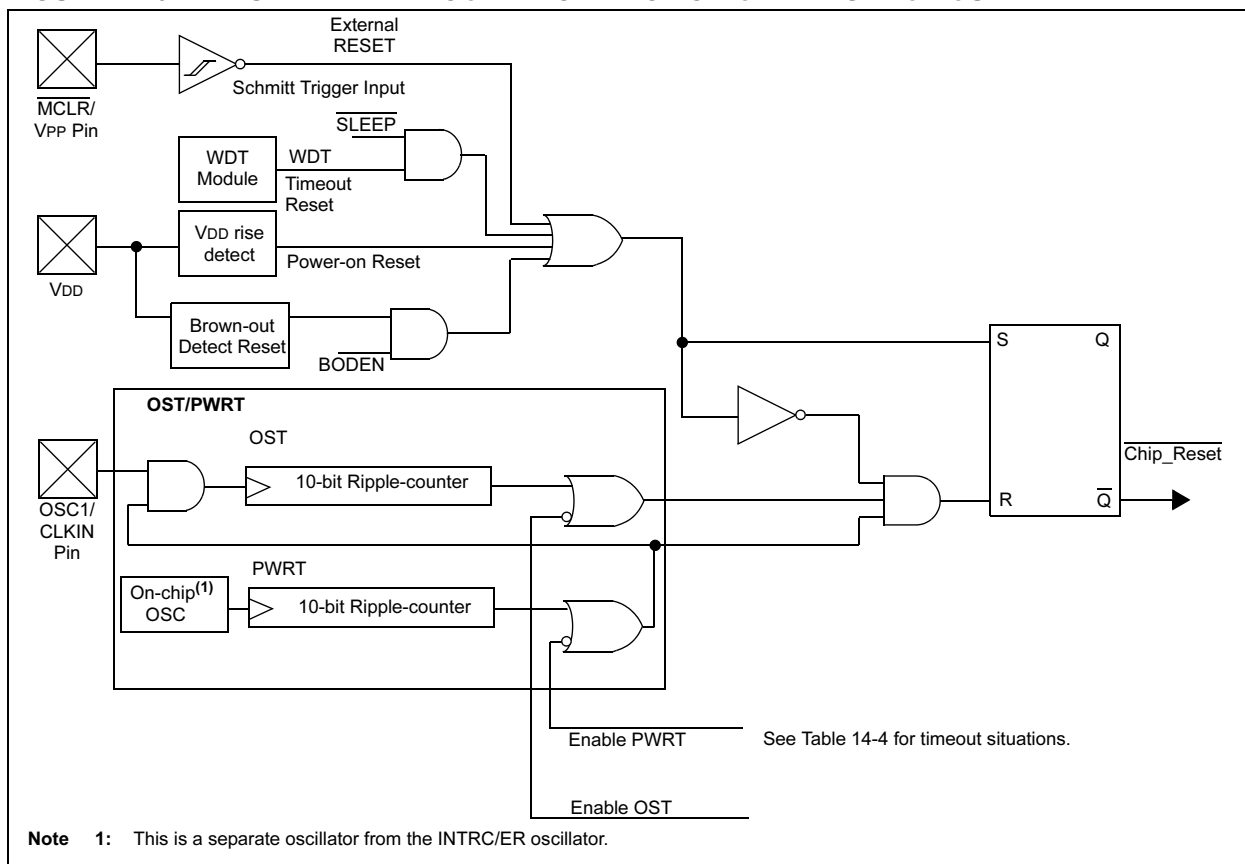 External
RESET
Schmitt Trigger Input
MCLR/
VPP Pin
SLEEP
WDT
Module
WDT
Timeout
Reset
VDD rise
detect
Power-on Reset
VDD
Brown-out
Detect Reset
BODEN
S
Q
OST/PWRT
OST
10-bit Ripple-counter
Chip_Reset
OSC1/
CLKIN
Pin
R
Q
PWRT
On-chip(1)
OSC
10-bit Ripple-counter
Enable PWRT
See Table 14-4 for timeout situations.
Enable OST
Note 1: This is a separate oscillator from the INTRC/ER oscillator.